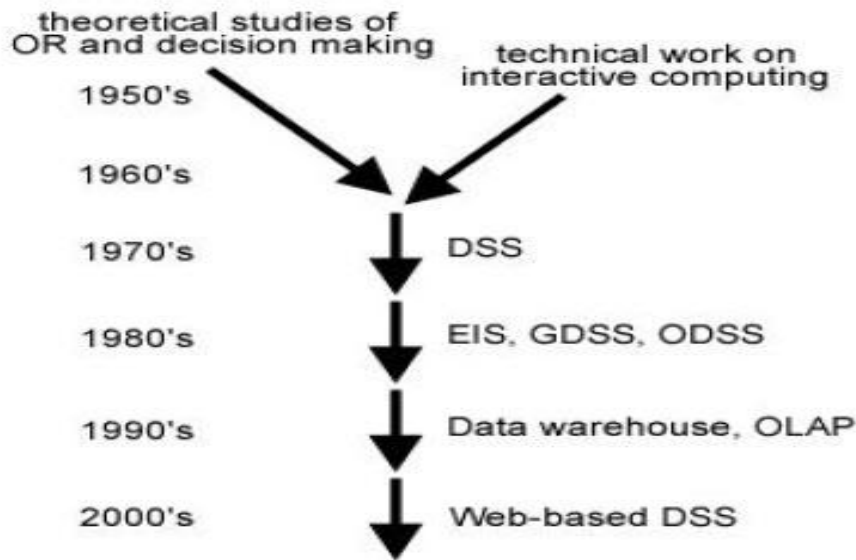 theoretical studies of
OR and decision making
technical work on
interactive computing
1950's
1960's
1970's
DSS
1980's
EIS, GDSS, ODSS
1990's
Data warehouse, OLAP
2000's
Web-based DSS